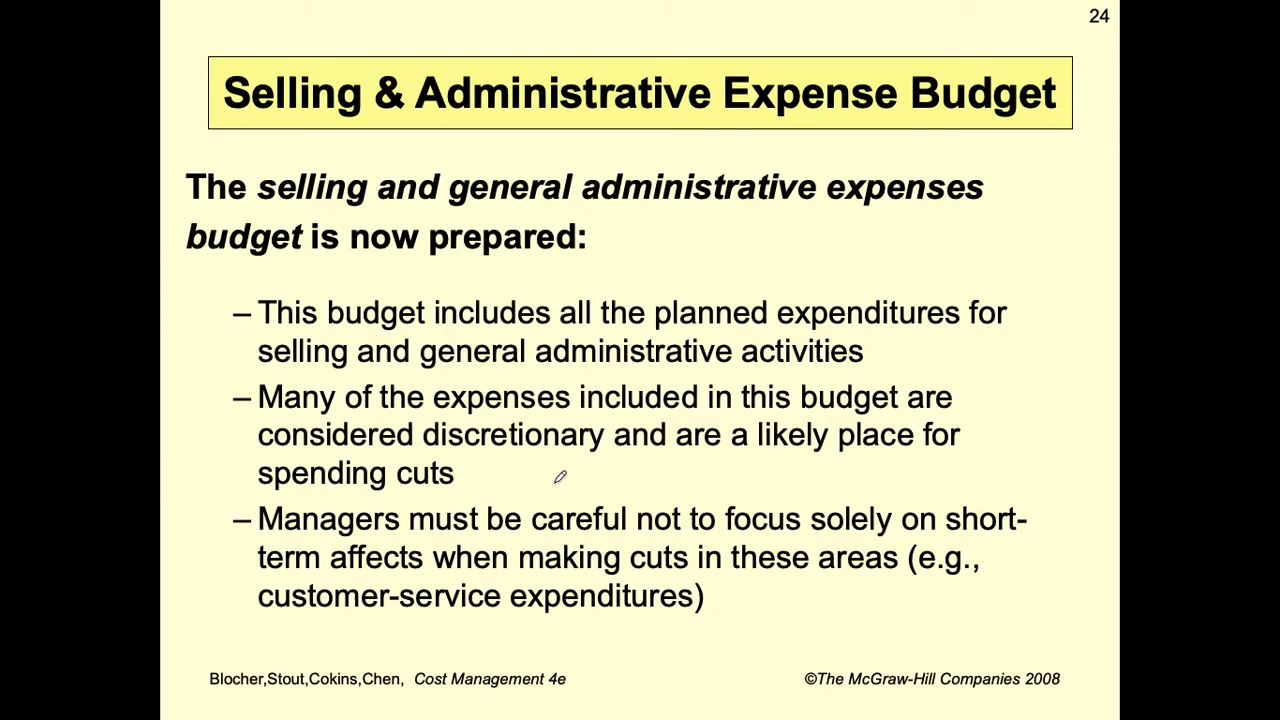 24
Selling & Administrative Expense Budget
The selling and general administrative expenses
budget is now prepared:
– This budget includes all the planned expenditures for
selling and general administrative activities
– Many of the expenses included in this budget are
considered discretionary and are a likely place for
spending cuts
– Managers must be careful not to focus solely on short-
term affects when making cuts in these areas (e.g.,
customer-service expenditures)
Blocher,Stout,Cokins,Chen, Cost Management 4e
©The McGraw-Hill Companies 2008